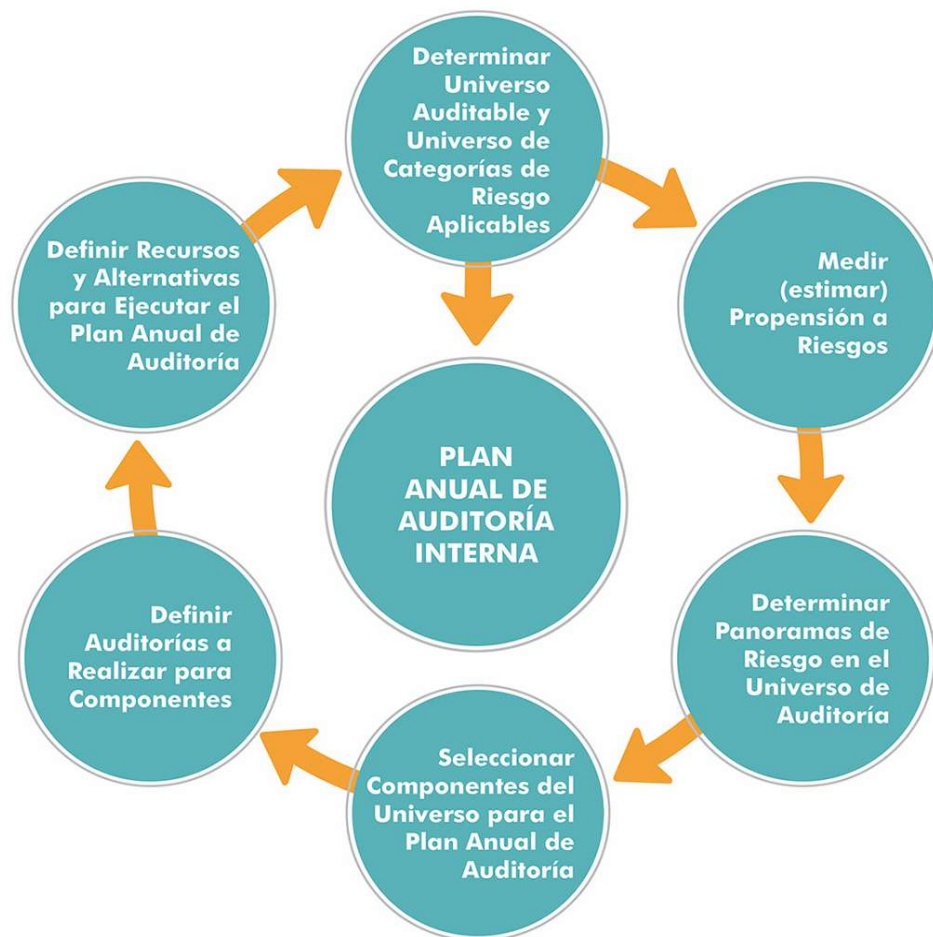 Determinar
Universo
Auditable y
Universo de
Categorías de
Riesgo
Aplicables
Medir
(estimar)
Propensión a
Riesgos
Determinar
Panoramas de
Riesgo en el
Universo de
Auditoría
Seleccionar
Componentes del
Universo para el
Plan Anual de
Auditoría
Definir
Auditorías a
Realizar para
Componentes
Definir Recursos
y Alternativas
para Ejecutar el
Plan Anual de
Auditoría
PLAN
ANUAL DE
AUDITORÍA
INTERNA